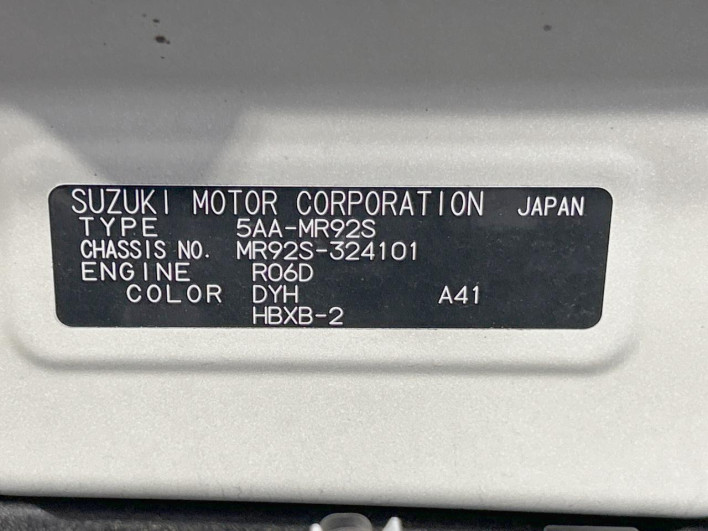 SUZUKI MOTOR CORPORATION JAPAN
TYPE 5AA-MR92S
CHASSIS NO. MR92S-324101
ENGINE R06D
COLOR DYH A41
HBXB-2